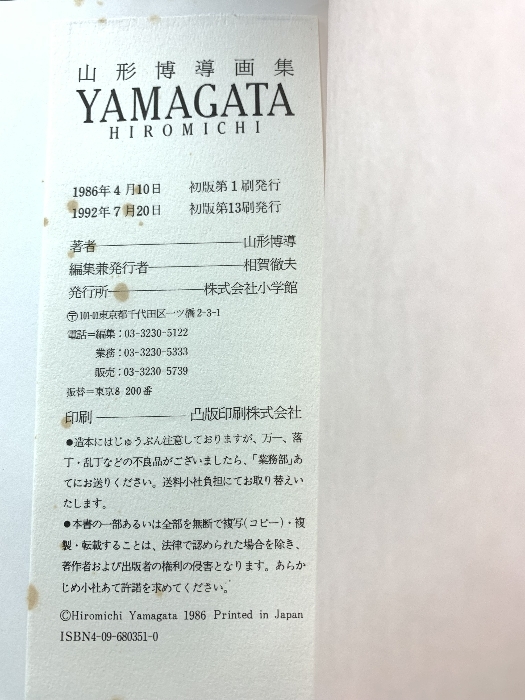 山形博導画集
YAMAGATA
HIROMICHI
1986年4月10日 初版第1刷発行
1992年7月20日 初版第13刷発行
著者――山形博導
編集兼発行者――相賀徹夫
発行所――株式会社小学館
〒101-01東京都千代田区一ツ橋2-3-1
電話=編集:03-3230-5122
業務:03-3230-5333
販売:03-3230-5739
振替=東京8-200番
印刷――凸版印刷株式会社
●造本にはじゅうぶん注意しておりますが、万一、落
丁・乱丁などの不良品がございましたら、「業務部」あ
てにお送りください。送料小社負担にてお取り替えい
たします。
●本書の一部あるいは全部を無断で複写(コピー)・複
製・転載することは、法律で認められた場合を除き、
著作者および出版者の権利の侵害となります。あらか
じめ小社あて許諾を求めてください。
©Hiromichi Yamagata 1986 Printed in Japan
ISBN4-09-680351-0